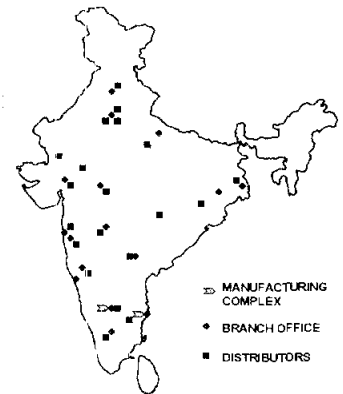 MANUFACTURING
COMPLEX
BRANCH OFFICE
DISTRIBUTORS